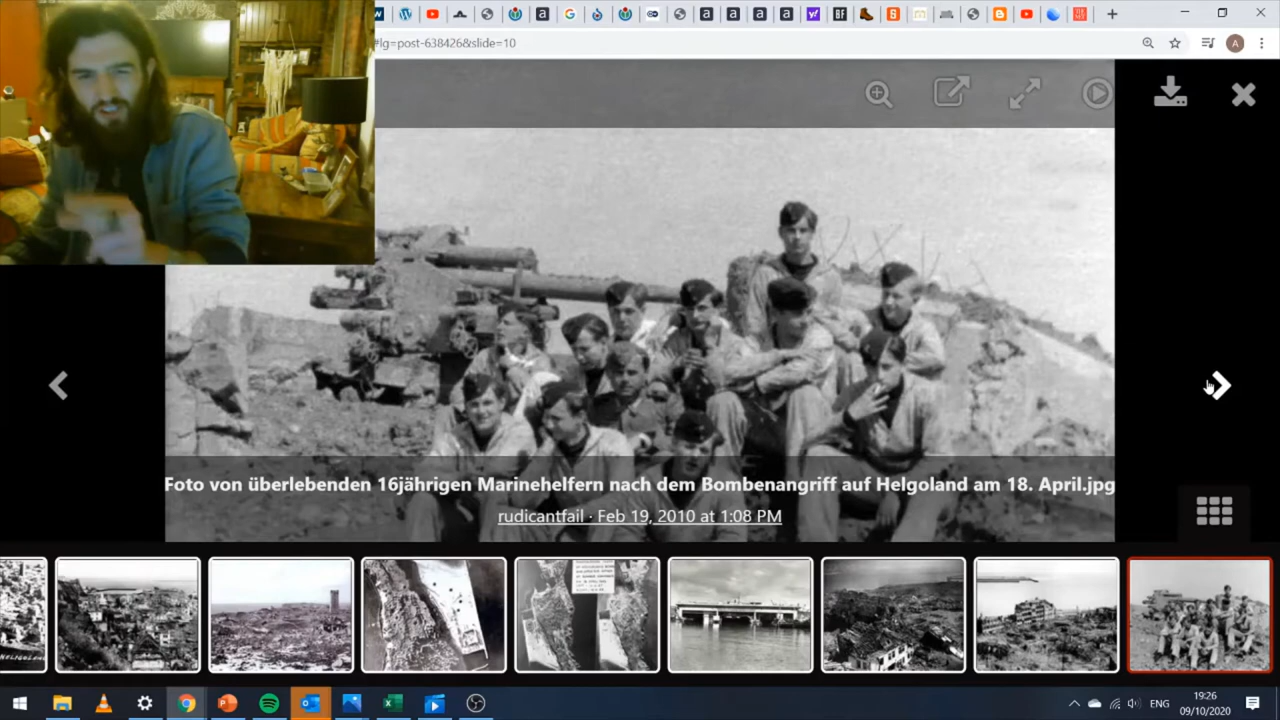 #lg=post-638426&slide=10
Foto von überlebenden 16jährigen Marinehelfern nach dem Bombenangriff auf Helgoland am 18. April.jpg
rudicantfail · Feb 19, 2010 at 1:08 PM
ENG
19:26
09/10/2020